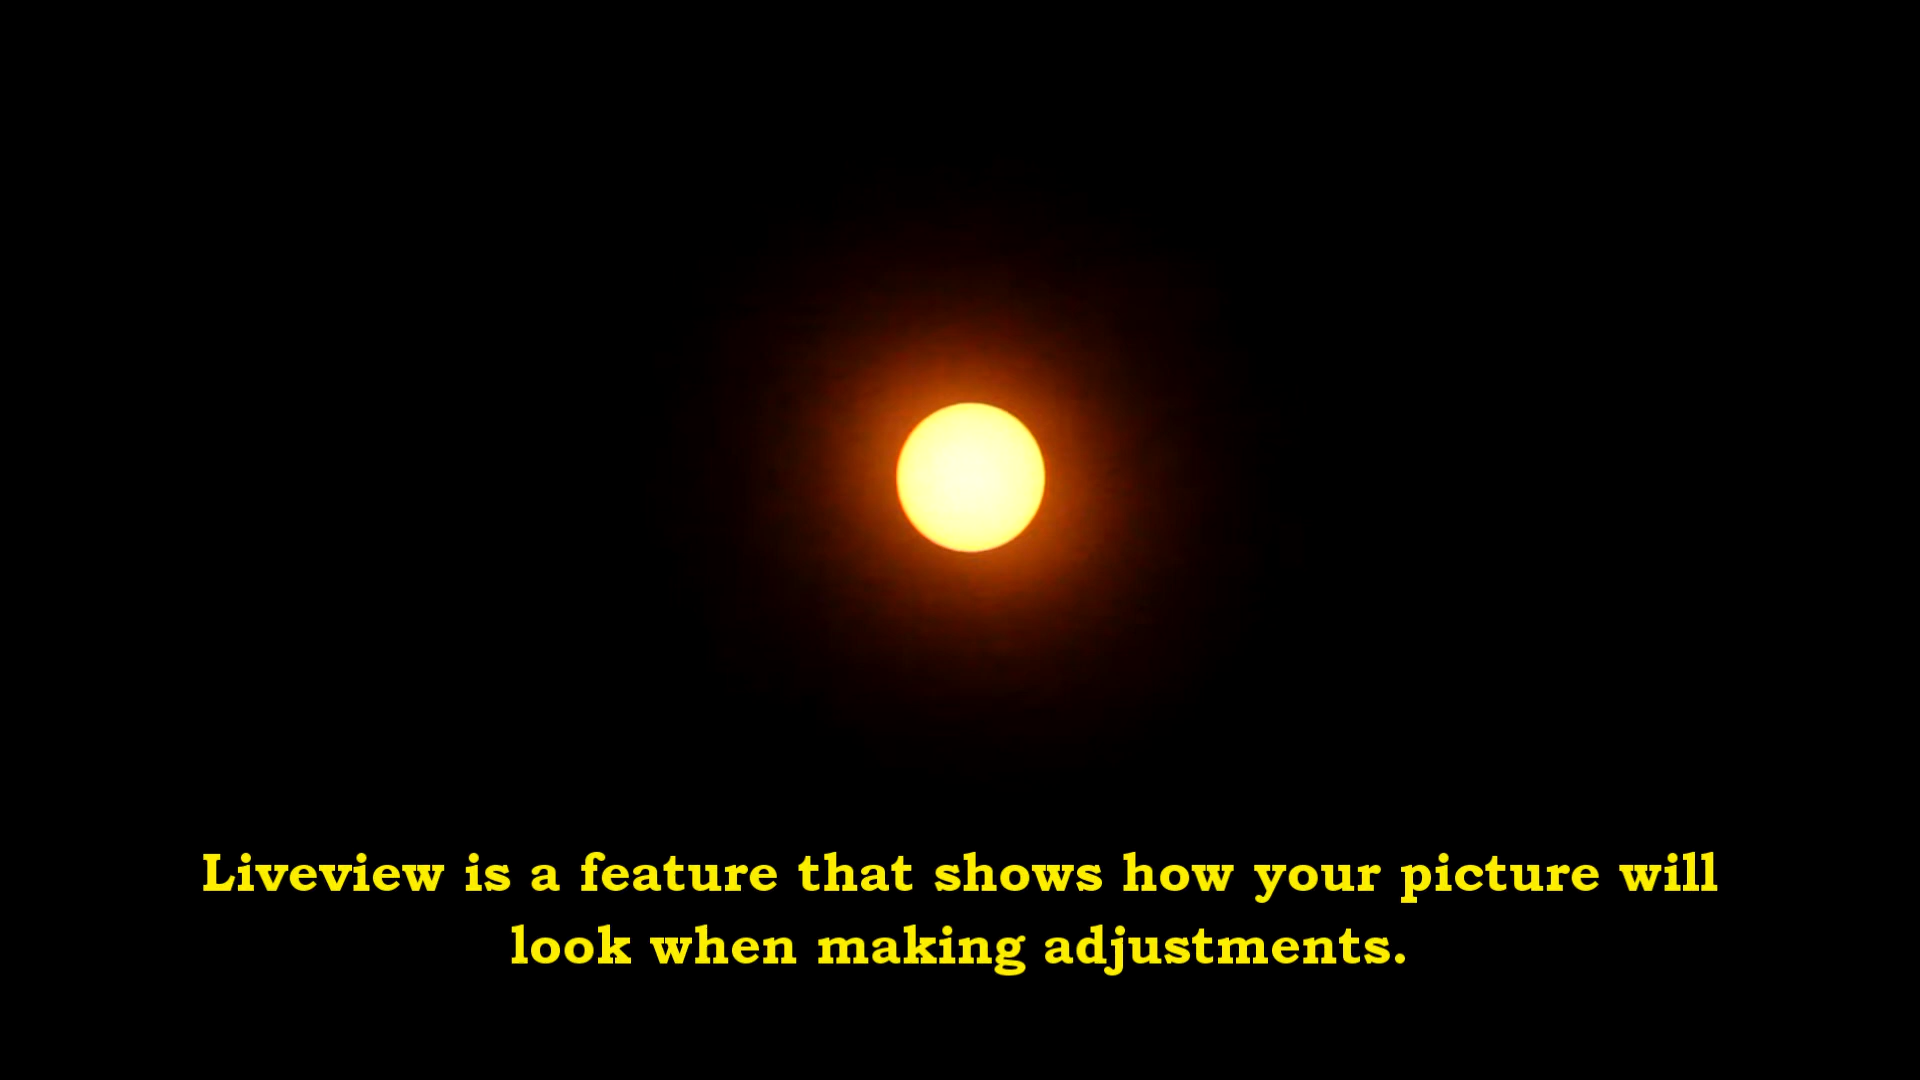 Liveview is a feature that shows how your picture will
look when making adjustments.